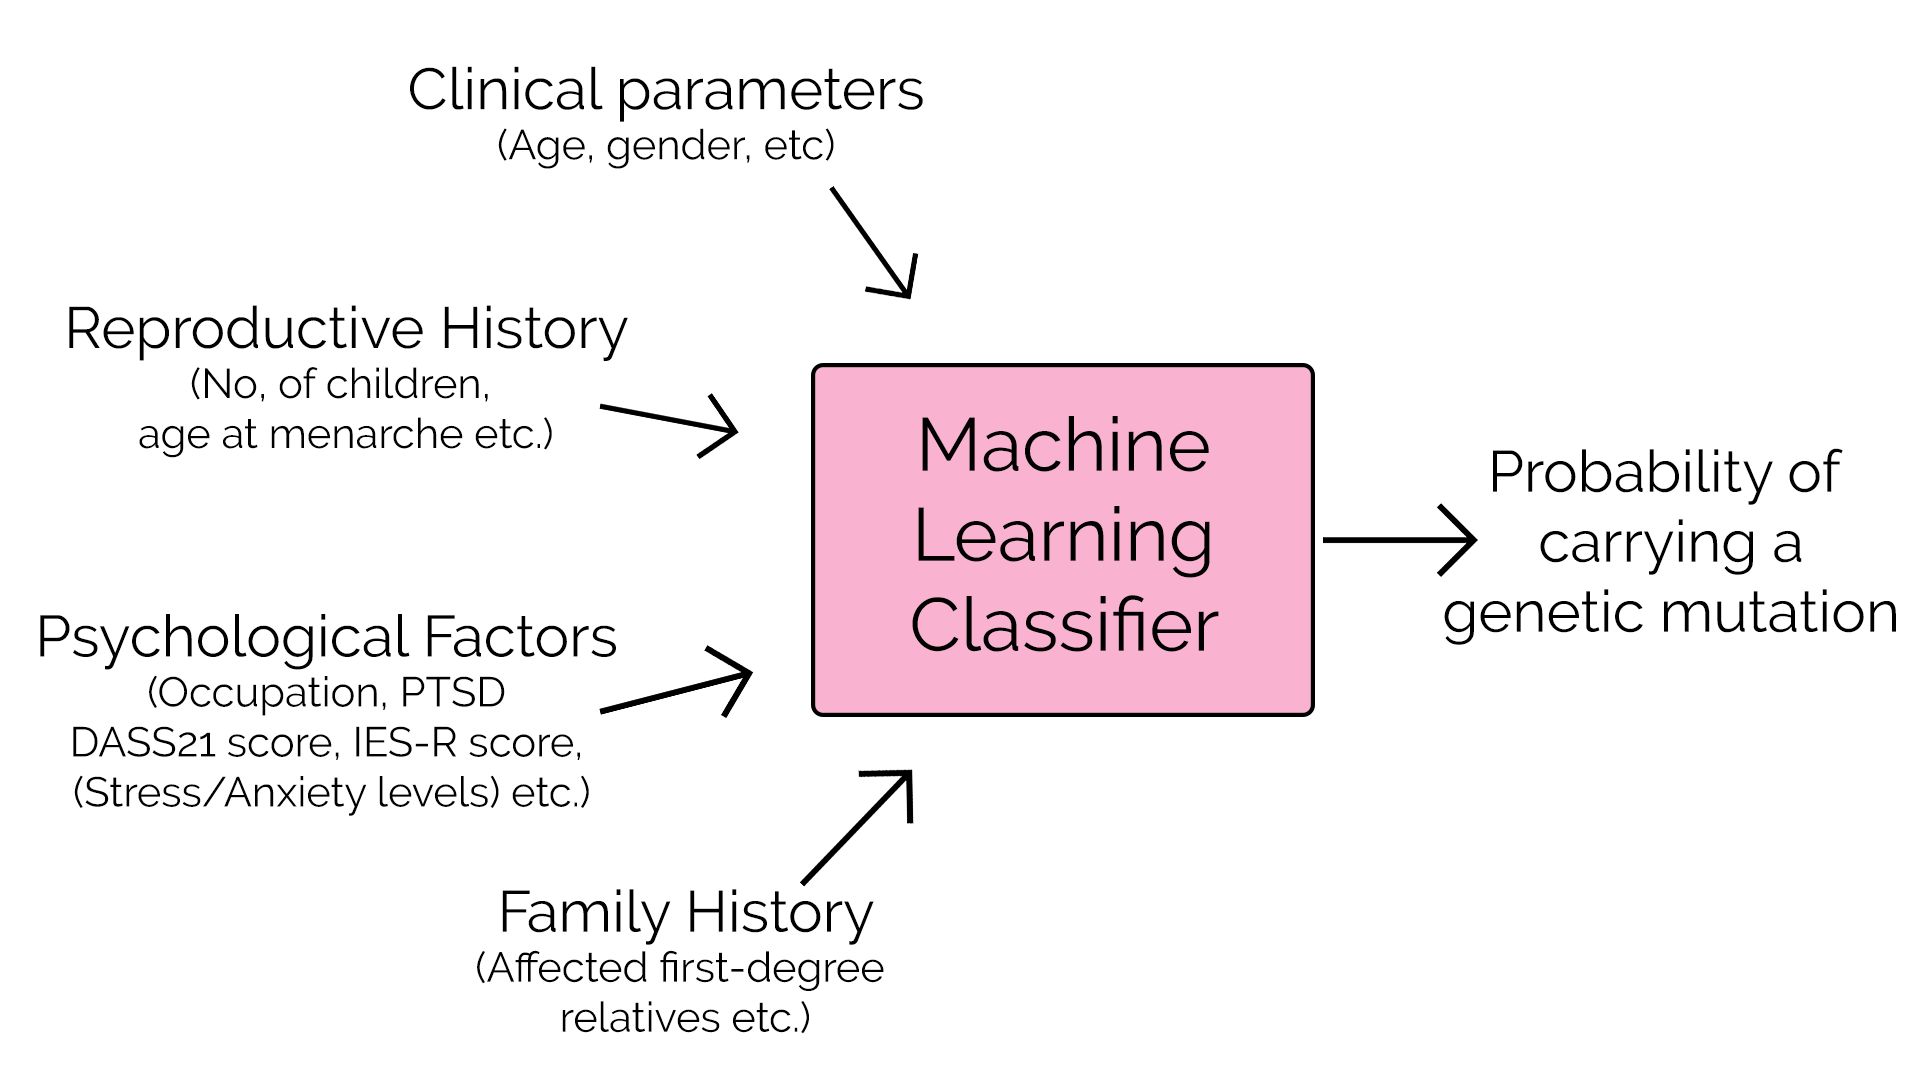 Clinical parameters
(Age, gender, etc)
Reproductive History
(No, of children,
age at menarche etc.)
Psychological Factors
(Occupation, PTSD
DASS21 score, IES-R score,
(Stress/Anxiety levels) etc.)
Family History
(Affected first-degree
relatives etc.)
Machine
Learning
Classifier
Probability of
carrying a
genetic mutation